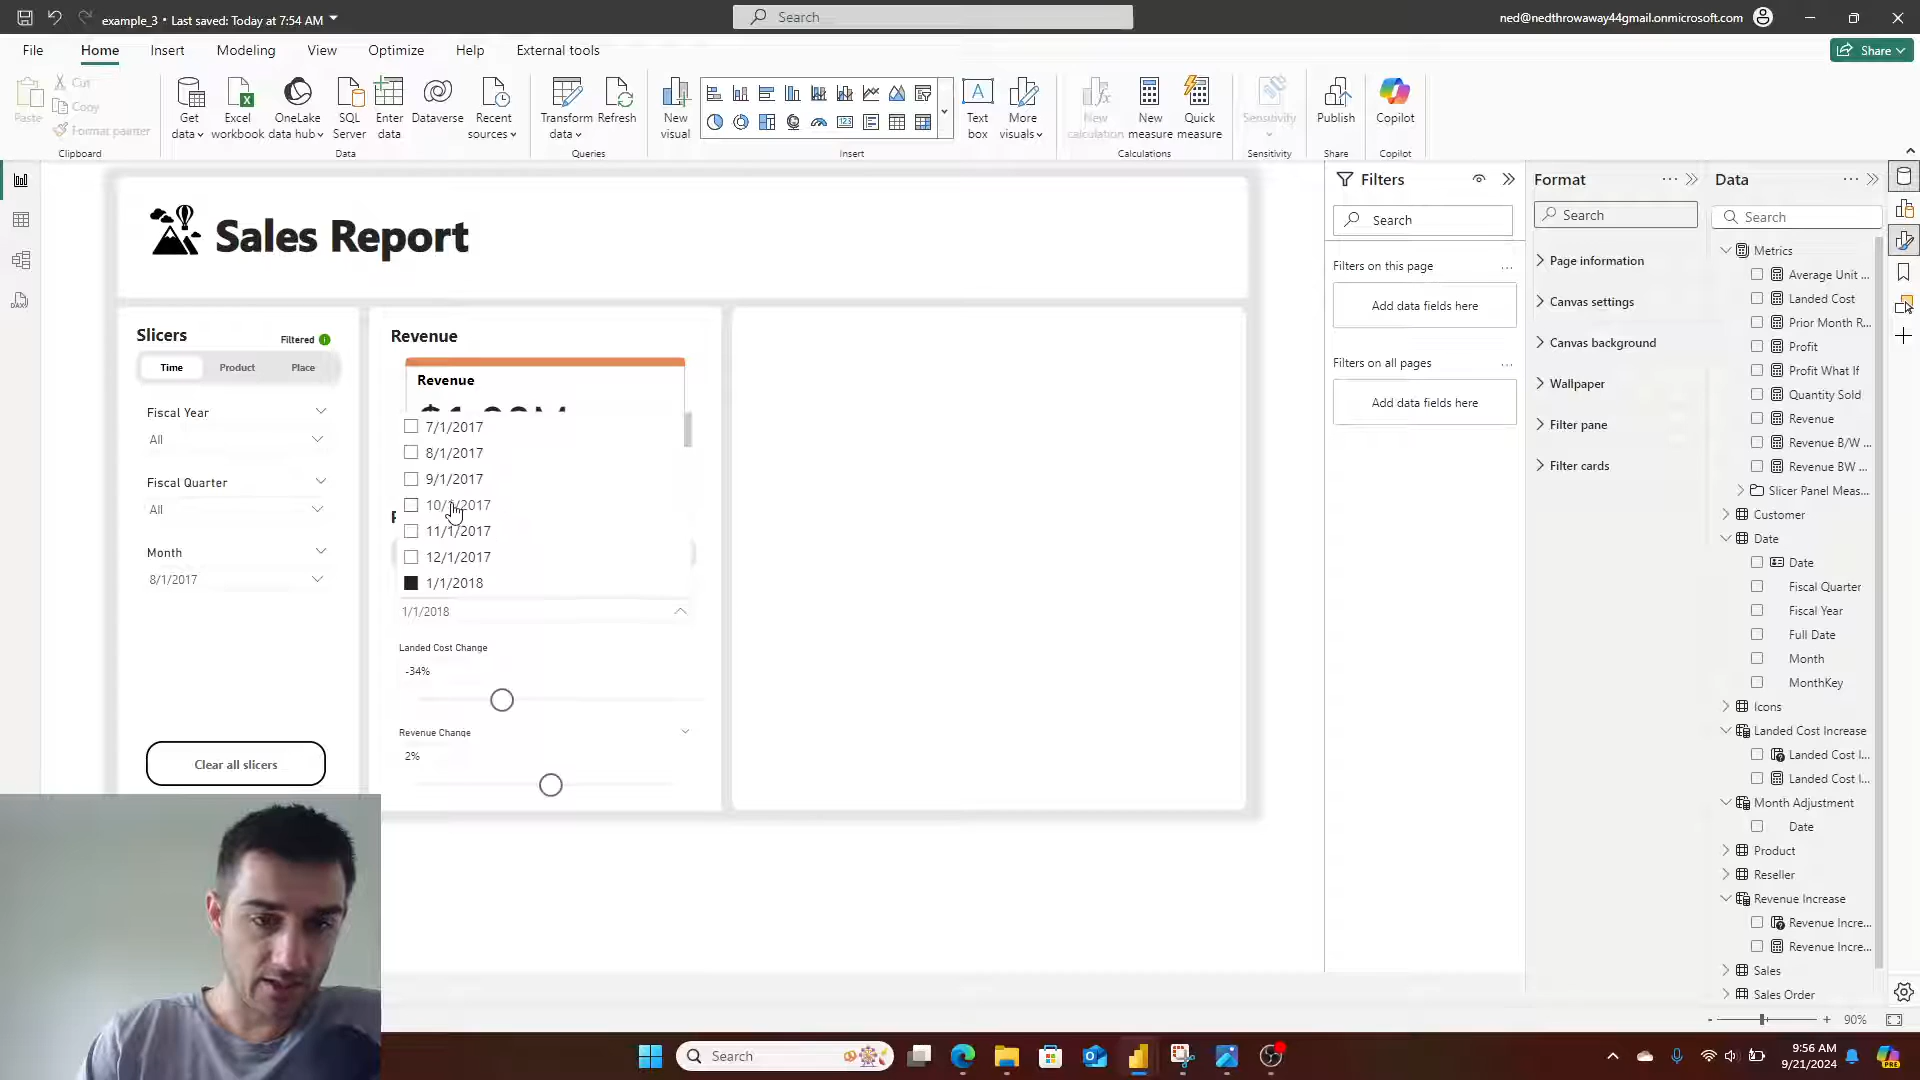 example_3 • Last saved: Today at 7:54 AM
Search
ned@nedthrowaway44gmail.onmicrosoft.com
File
Home
Insert
Modeling
View
Optimize
Help
External tools
Share
Paste
Cut
Copy
Format painter
Clipboard
Get data
Excel workbook
OneLake data hub
SQL Server
Enter data
Dataverse
Recent sources
Data
Transform data
Refresh
Queries
New visual
Text box
More visuals
Insert
New calculation
New measure
Quick measure
Calculations
Sensitivity
Sensitivity
Publish
Share
Copilot
Copilot
Sales Report
Slicers
Filtered
Time
Product
Place
Fiscal Year
All
Fiscal Quarter
All
Month
8/1/2017
Clear all slicers
Revenue
Revenue
7/1/2017
8/1/2017
9/1/2017
10/1/2017
11/1/2017
12/1/2017
1/1/2018
1/1/2018
Landed Cost Change
-34%
Revenue Change
2%
Filters
Search
Filters on this page
...
Add data fields here
Filters on all pages
...
Add data fields here
Format
...
Search
Page information
Canvas settings
Canvas background
Wallpaper
Filter pane
Filter cards
Data
...
Search
Metrics
Average Unit ...
Landed Cost
Prior Month R...
Profit
Profit What If
Quantity Sold
Revenue
Revenue B/W ...
Revenue BW ...
Slicer Panel Meas...
Customer
Date
Date
Fiscal Quarter
Fiscal Year
Full Date
Month
MonthKey
Icons
Landed Cost Increase
Landed Cost I...
Landed Cost I...
Month Adjustment
Date
Product
Reseller
Revenue Increase
Revenue Incre...
Revenue Incre...
Sales
Sales Order
- + 90%
Search
9:56 AM
9/21/2024
PRE